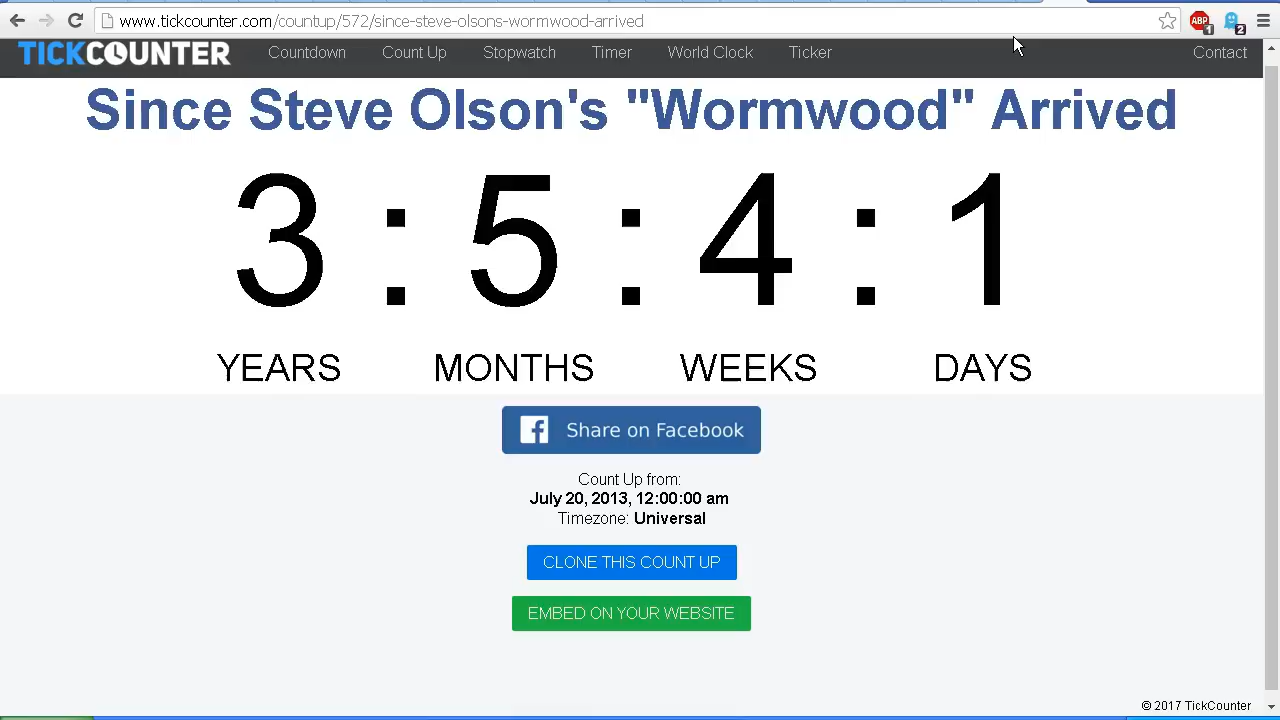 www.tickcounter.com/countup/572/since-steve-olsons-wormwood-arrived
ABP 1 2
TICKCOUNTER Countdown Count Up Stopwatch Timer World Clock Ticker Contact
Since Steve Olson's "Wormwood" Arrived
3 : 5 : 4 : 1
YEARS MONTHS WEEKS DAYS
Share on Facebook
Count Up from:
July 20, 2013, 12:00:00 am
Timezone: Universal
CLONE THIS COUNT UP
EMBED ON YOUR WEBSITE
© 2017 TickCounter